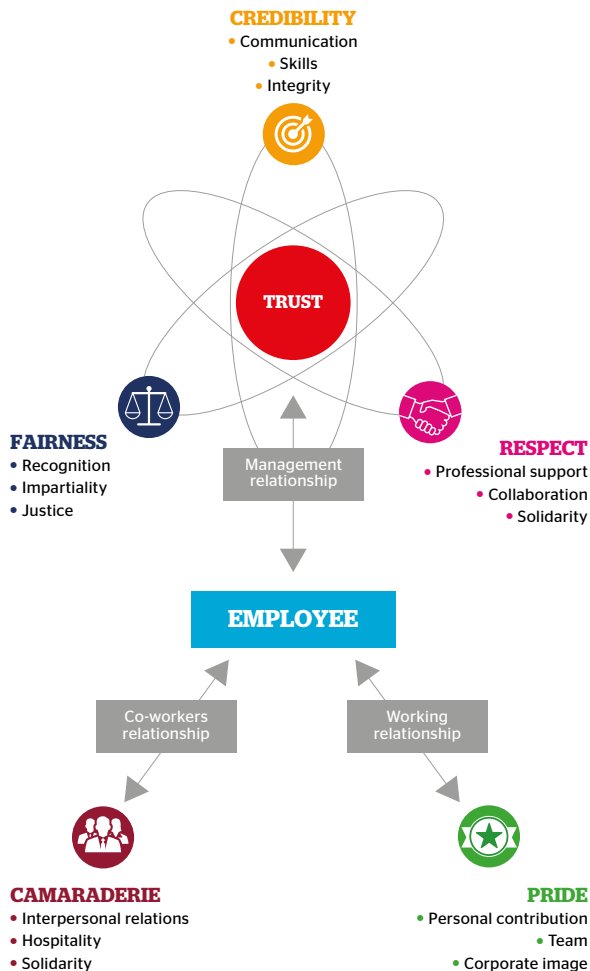 CREDIBILITY
• Communication
• Skills
• Integrity
TRUST
FAIRNESS
• Recognition
• Impartiality
• Justice
Management
relationship
RESPECT
• Professional support
• Collaboration
• Solidarity
EMPLOYEE
Co-workers
relationship
Working
relationship
CAMARADERIE
• Interpersonal relations
• Hospitality
• Solidarity
PRIDE
• Personal contribution
• Team
• Corporate image